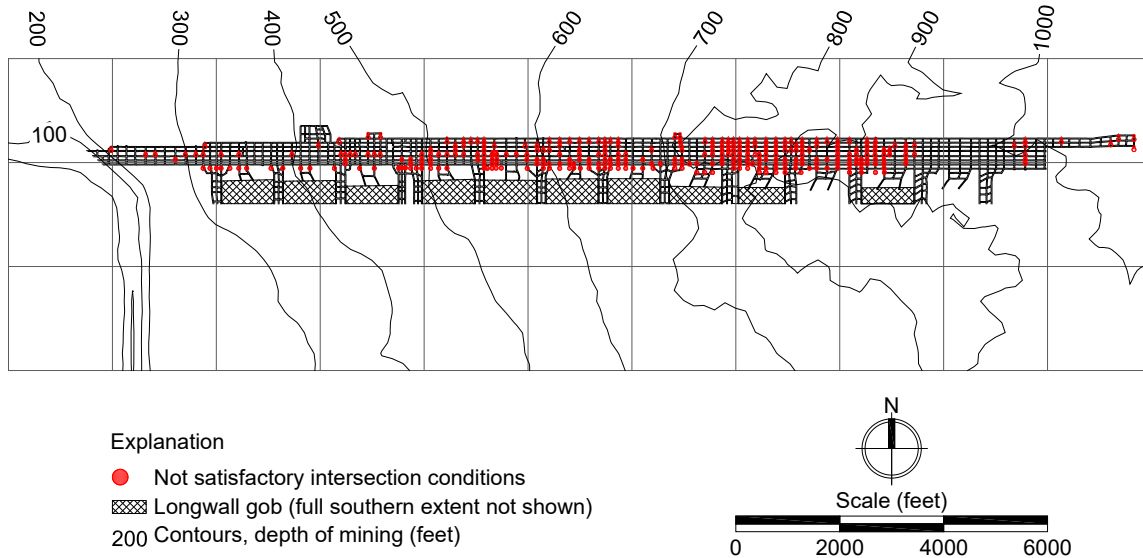 200
300
400
500
600
700
800
900
1000
100
Explanation
Not satisfactory intersection conditions
Longwall gob (full southern extent not shown)
200 Contours, depth of mining (feet)
N
Scale (feet)
0 2000 4000 6000